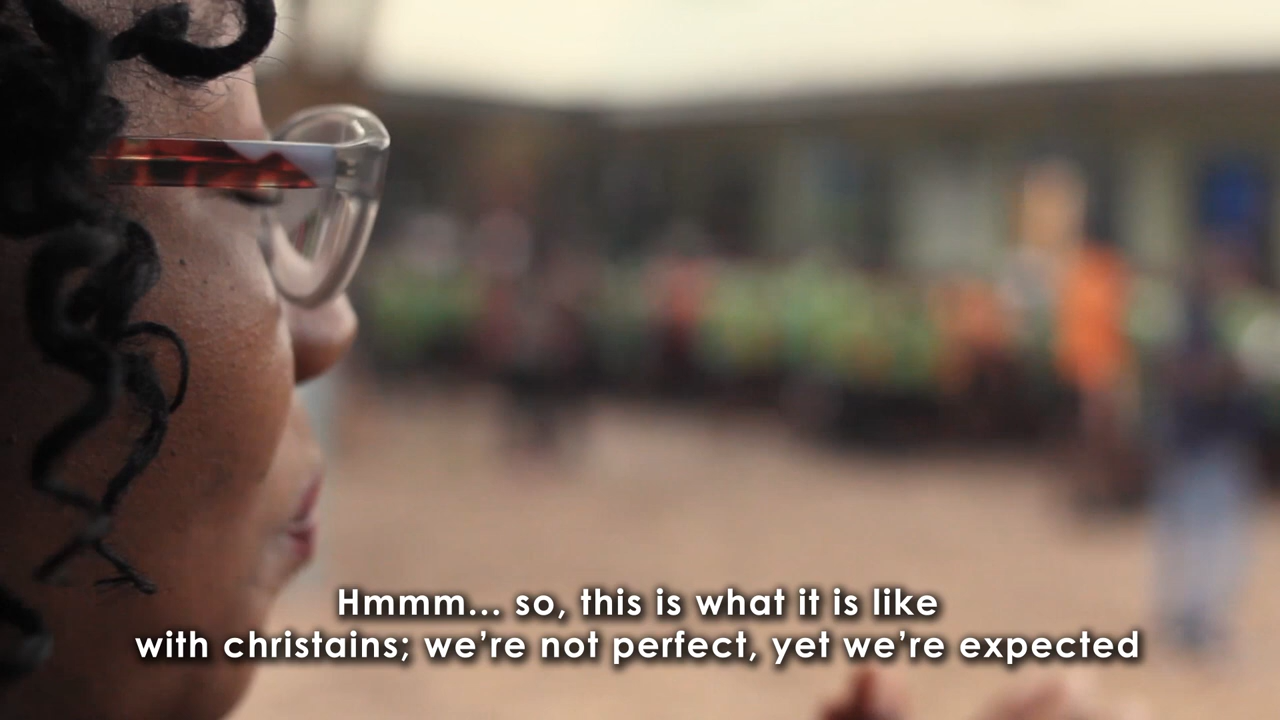 Hmmm... so, this is what it is like
with christains; we're not perfect, yet we're expected